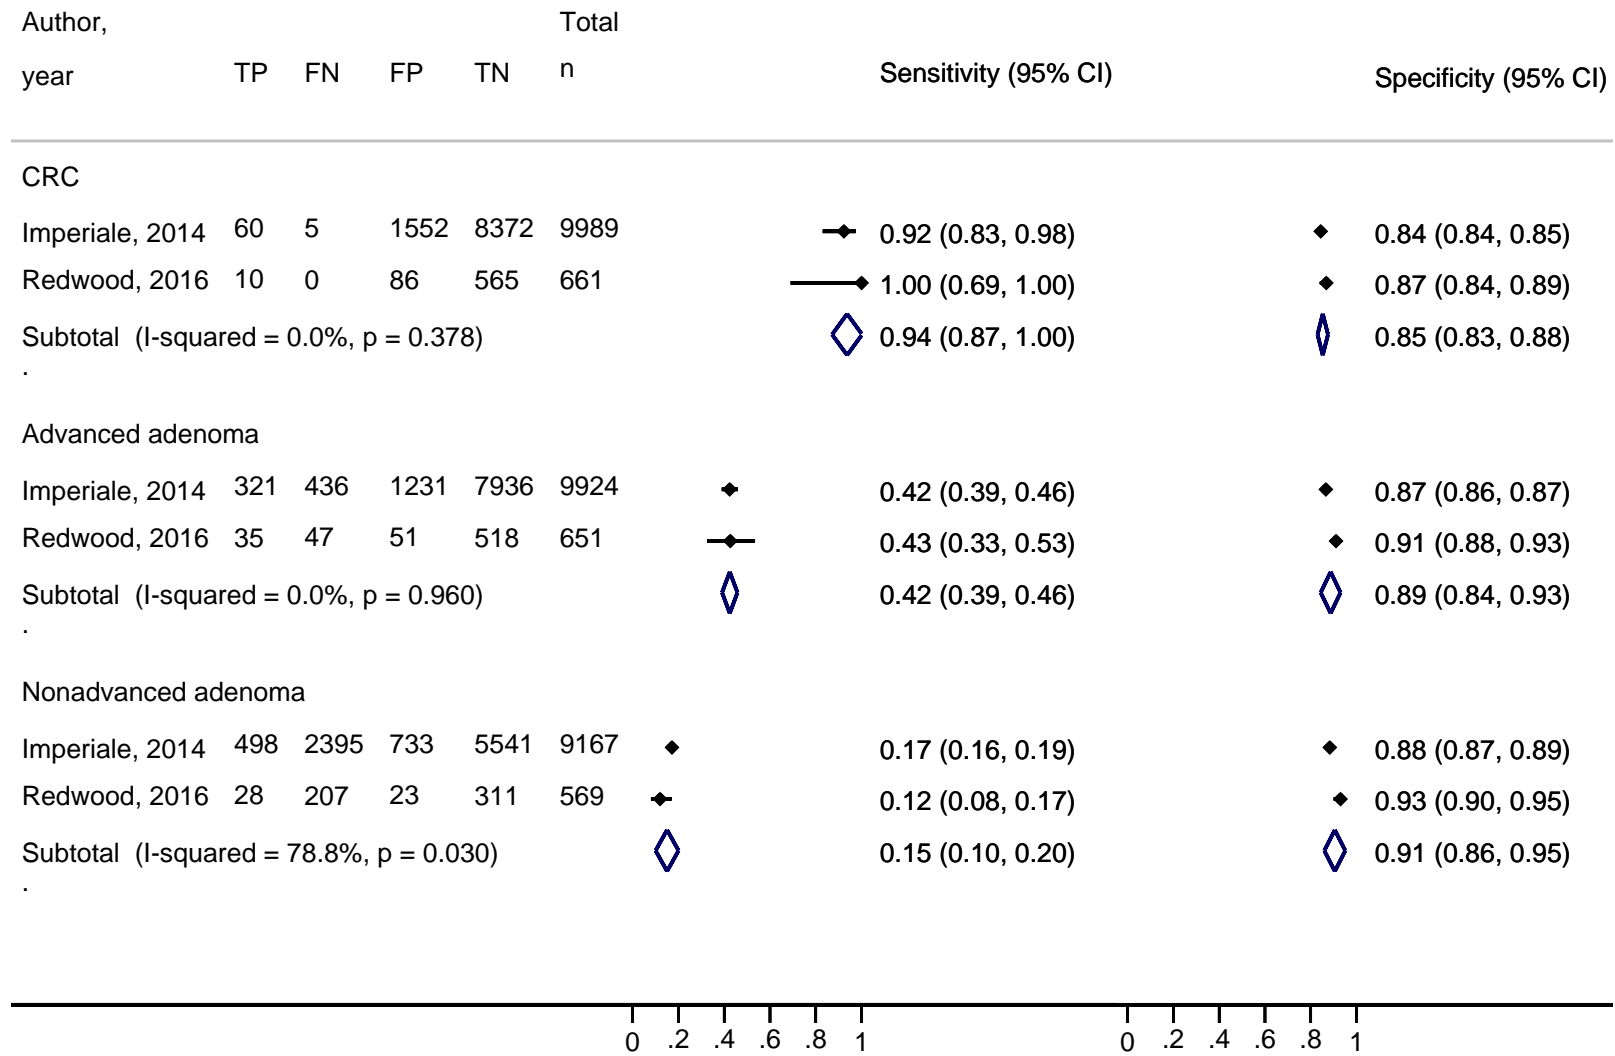 Author, Total
year TP FN FP TN n Sensitivity (95% CI) Specificity (95% CI)
CRC
Imperiale, 2014 60 5 1552 8372 9989 0.92 (0.83, 0.98) 0.84 (0.84, 0.85)
Redwood, 2016 10 0 86 565 661 1.00 (0.69, 1.00) 0.87 (0.84, 0.89)
Subtotal (I-squared = 0.0%, p = 0.378) 0.94 (0.87, 1.00) 0.85 (0.83, 0.88)
.
Advanced adenoma
Imperiale, 2014 321 436 1231 7936 9924 0.42 (0.39, 0.46) 0.87 (0.86, 0.87)
Redwood, 2016 35 47 51 518 651 0.43 (0.33, 0.53) 0.91 (0.88, 0.93)
Subtotal (I-squared = 0.0%, p = 0.960) 0.42 (0.39, 0.46) 0.89 (0.84, 0.93)
.
Nonadvanced adenoma
Imperiale, 2014 498 2395 733 5541 9167 0.17 (0.16, 0.19) 0.88 (0.87, 0.89)
Redwood, 2016 28 207 23 311 569 0.12 (0.08, 0.17) 0.93 (0.90, 0.95)
Subtotal (I-squared = 78.8%, p = 0.030) 0.15 (0.10, 0.20) 0.91 (0.86, 0.95)
.
0 .2 .4 .6 .8 1 0 .2 .4 .6 .8 1